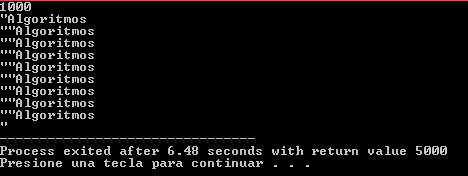 1000
"Algoritmos
""Algoritmos
""Algoritmos
""Algoritmos
""Algoritmos
""Algoritmos
""Algoritmos
""Algoritmos
""Algoritmos
"
--------------------------------
Process exited after 6.48 seconds with return value 5000
Presione una tecla para continuar . . .